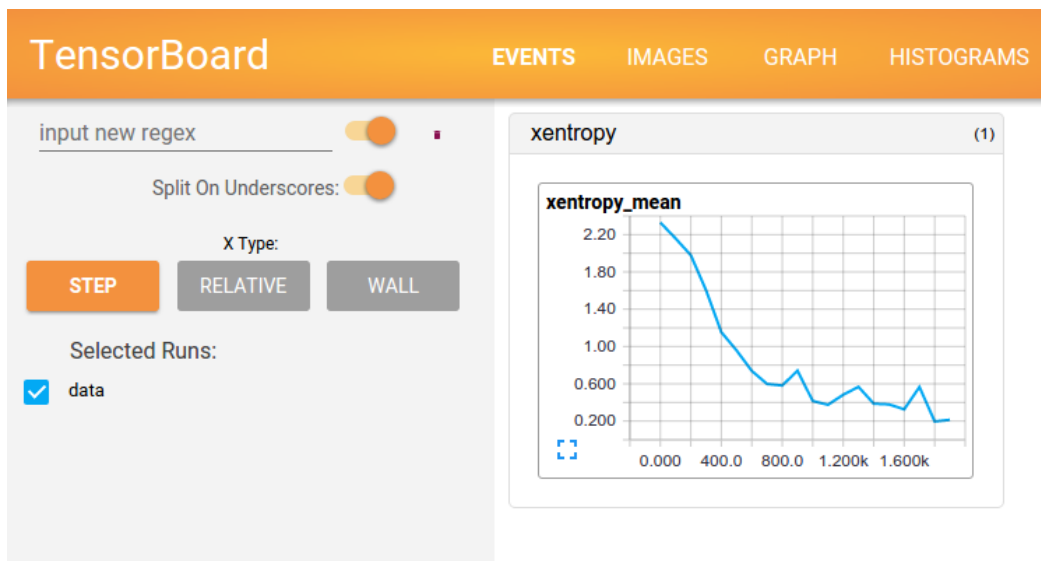 TensorBoard EVENTS IMAGES GRAPH HISTOGRAMS
input new regex
Split On Underscores:
X Type:
STEP RELATIVE WALL
Selected Runs:
data
xentropy (1)
xentropy_mean
2.20
1.80
1.40
1.00
0.600
0.200
0.000 400.0 800.0 1.200k 1.600k